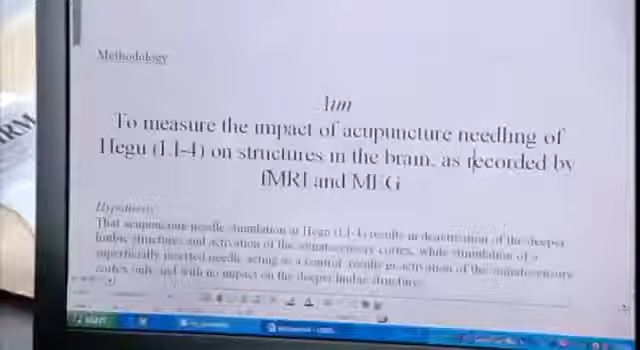 Methodology
Aim
To measure the impact of acupuncture needling of
Hegu (LI-4) on structures in the brain, as recorded by
fMRI and MEG
Hypothesis:
That acupuncture needle stimulation at Hegu (LI-4) results in deactivation of the deeper
limbic structures and activation of the somatosensory cortex, while stimulation of a
superficially inserted needle, acting as a control, results in activation of the somatosensory
cortex only and with no impact on the deeper limbic structures.
start